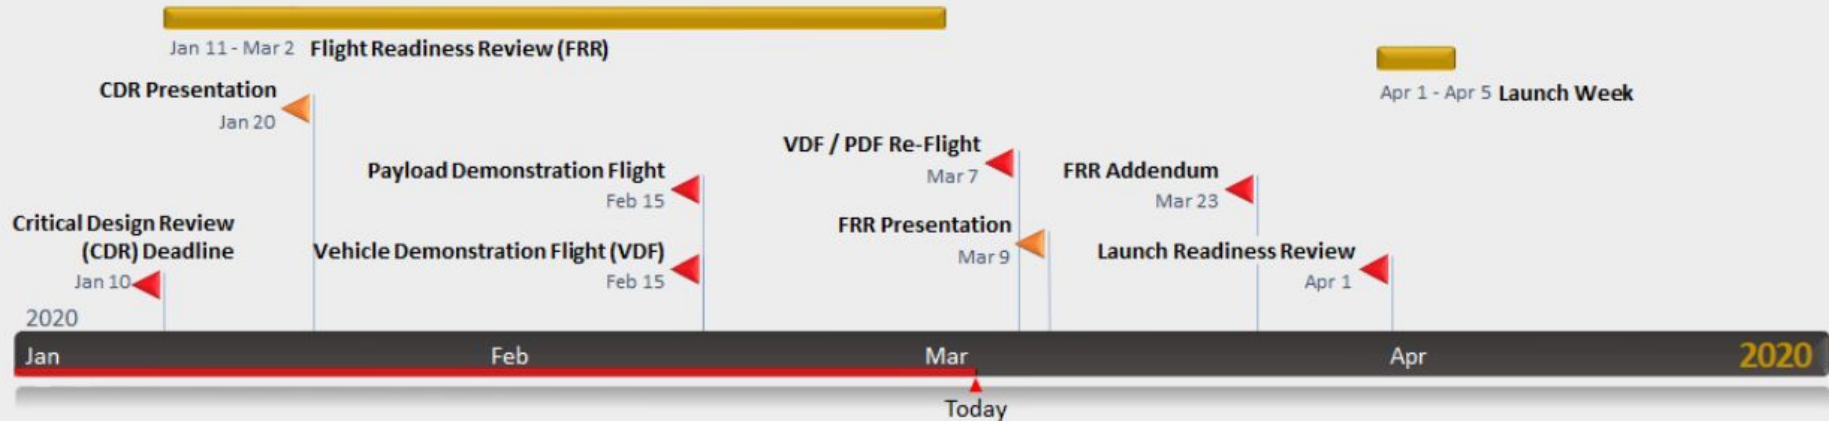 Jan 11 - Mar 2 Flight Readiness Review (FRR)
Apr 1 - Apr 5 Launch Week
CDR Presentation
Jan 20
VDF / PDF Re-Flight
Mar 7
Payload Demonstration Flight
Feb 15
FRR Addendum
Mar 23
Critical Design Review
(CDR) Deadline
Jan 10
Vehicle Demonstration Flight (VDF)
Feb 15
FRR Presentation
Mar 9
Launch Readiness Review
Apr 1
2020
Jan Feb Mar Apr 2020
Today